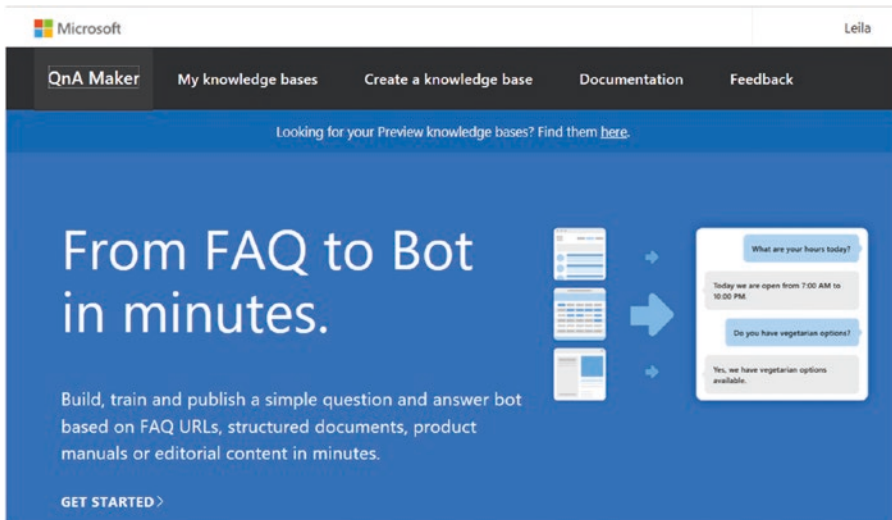 Microsoft
Leila
QnA Maker My knowledge bases Create a knowledge base Documentation Feedback
Looking for your Preview knowledge bases? Find them here.
From FAQ to Bot
in minutes.
Build, train and publish a simple question and answer bot
based on FAQ URLs, structured documents, product
manuals or editorial content in minutes.
GET STARTED>
What are your hours today?
Today we are open from 7:00 AM to
10:00 PM.
Do you have vegetarian options?
Yes, we have vegetarian options
available.